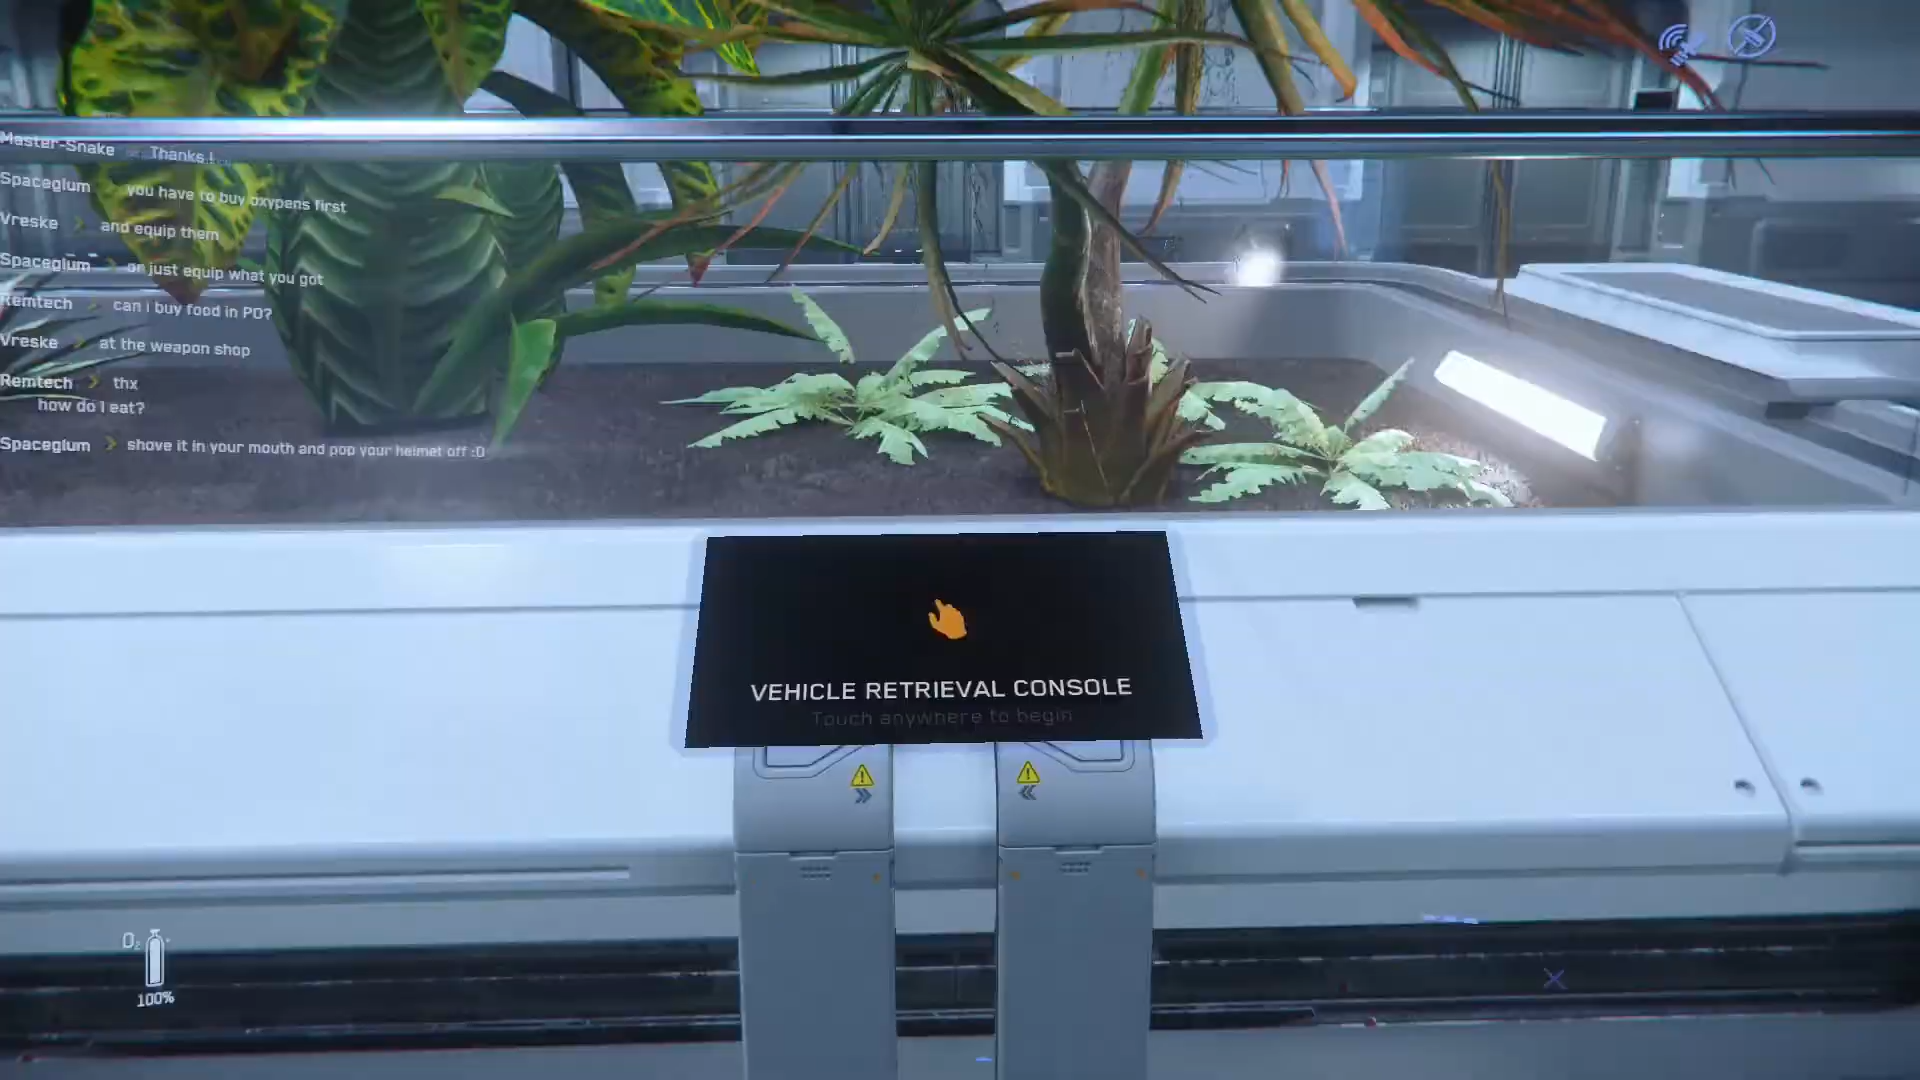 Master-Snake > Thanks.!
Spaceglum > you have to buy oxypens first
Vreske > and equip them
Spaceglum > or just equip what you got
Remtech > can i buy food in PO?
Vreske > at the weapon shop
Remtech > thx
how do I eat?
Spaceglum > shove it in your mouth and pop your helmet off :D
VEHICLE RETRIEVAL CONSOLE
Touch anywhere to begin
O₂
100%